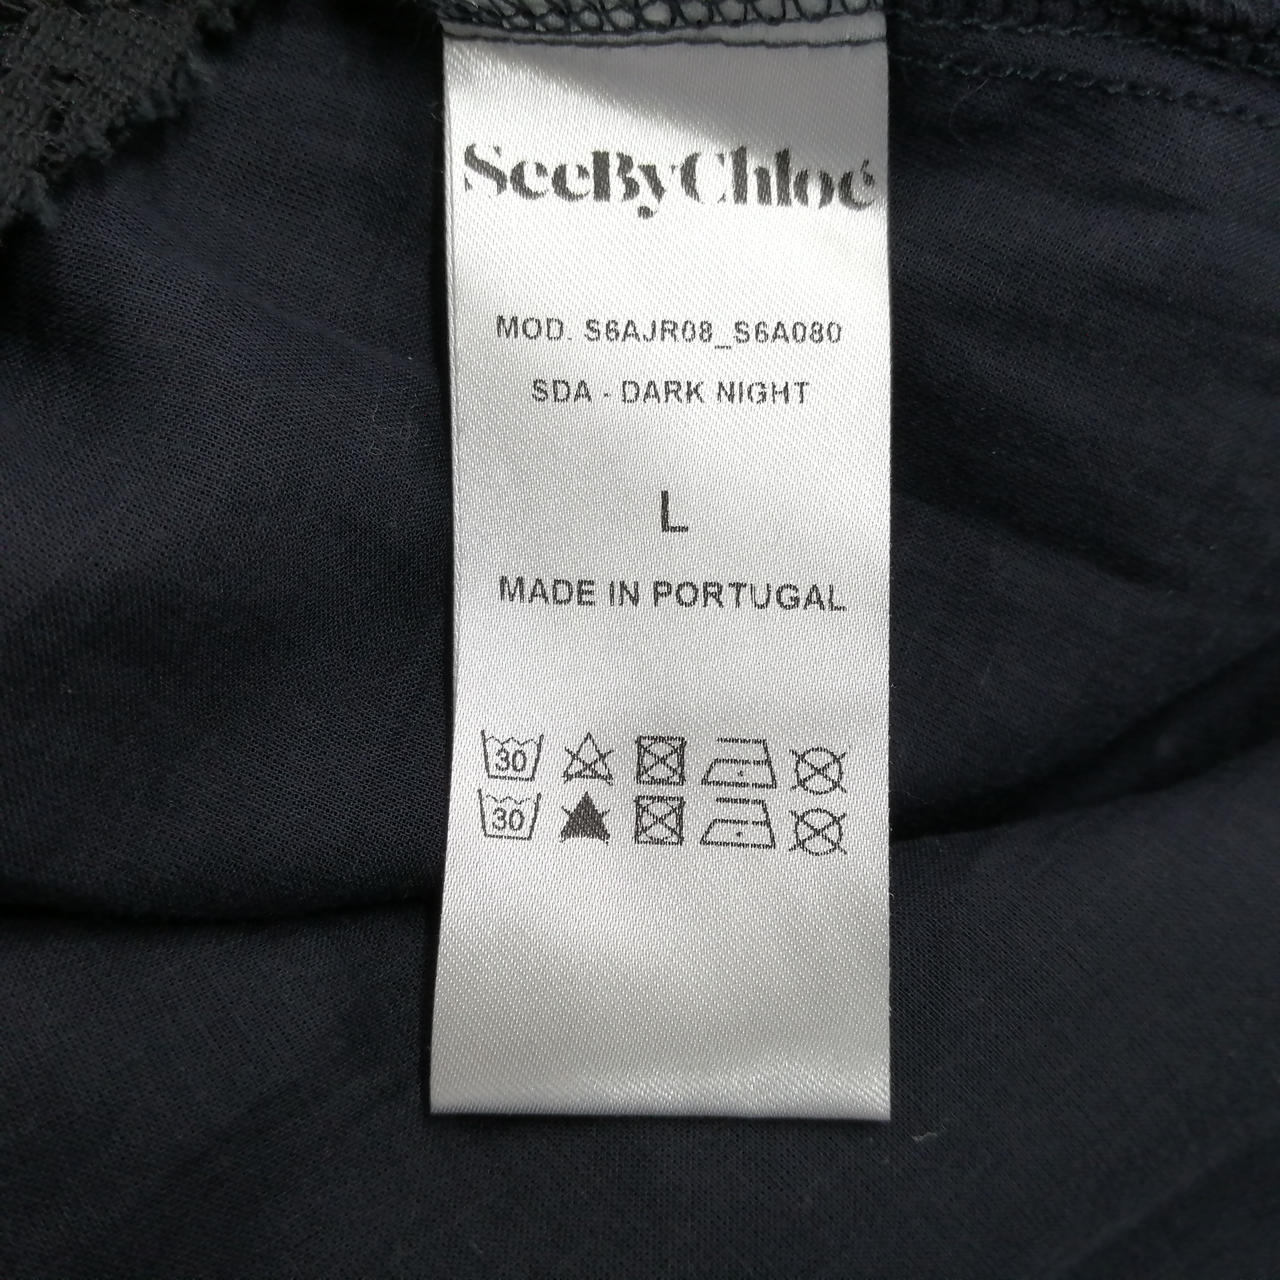 SeeByChloé
MOD. S6AJR08_S6A080
SDA - DARK NIGHT
L
MADE IN PORTUGAL
30
30